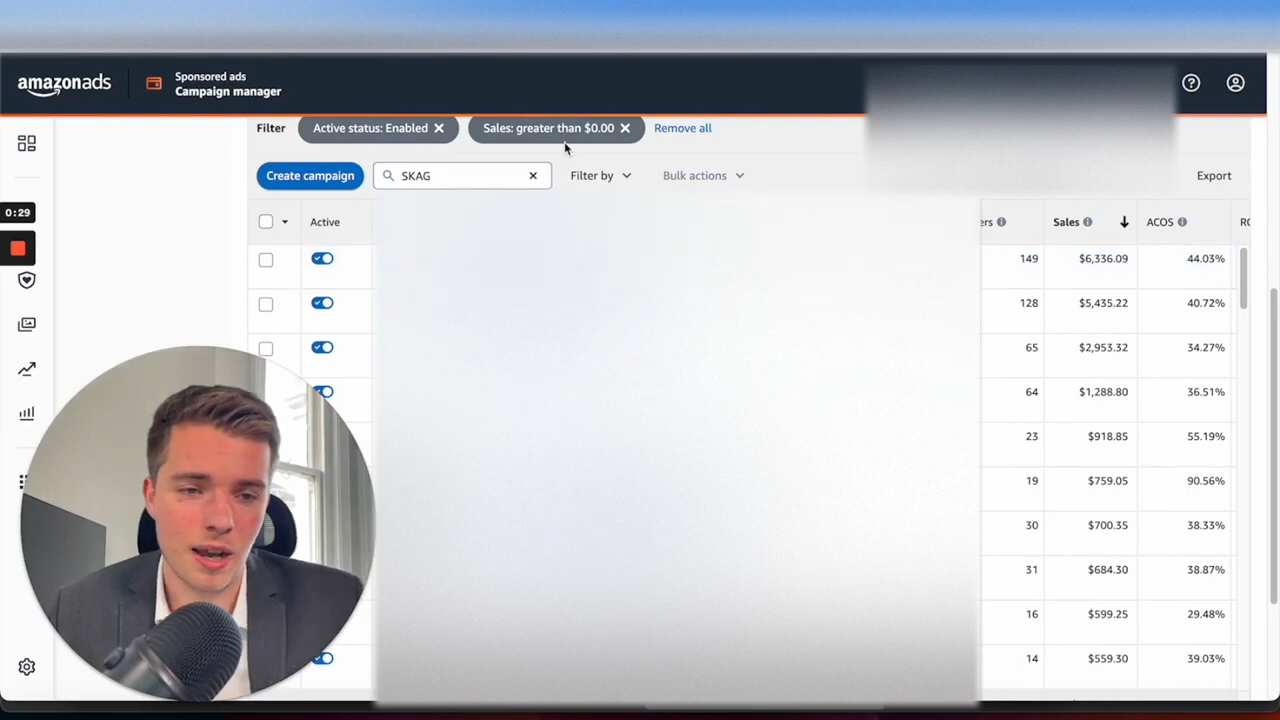 amazonads
Sponsored ads
Campaign manager
Filter
Active status: Enabled
Sales: greater than $0.00
Remove all
Create campaign
SKAG
Filter by
Bulk actions
Export
0:29
Active
ers
Sales
ACOS
RO
149 $6,336.09 44.03%
128 $5,435.22 40.72%
65 $2,953.32 34.27%
64 $1,288.80 36.51%
23 $918.85 55.19%
19 $759.05 90.56%
30 $700.35 38.33%
31 $684.30 38.87%
16 $599.25 29.48%
14 $559.30 39.03%